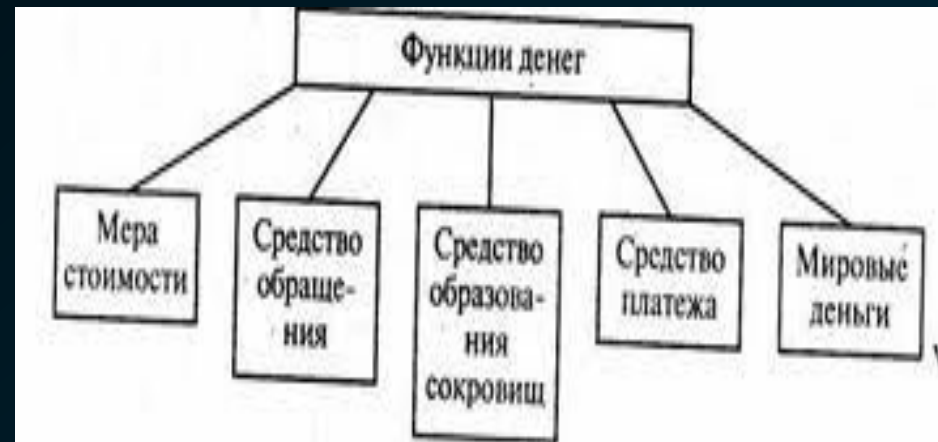 Функции денег
Мера
стоимости
Средство
обраще-
ния
Средство
образова-
ния
сокровищ
Средство
платежа
Мировые
деньги